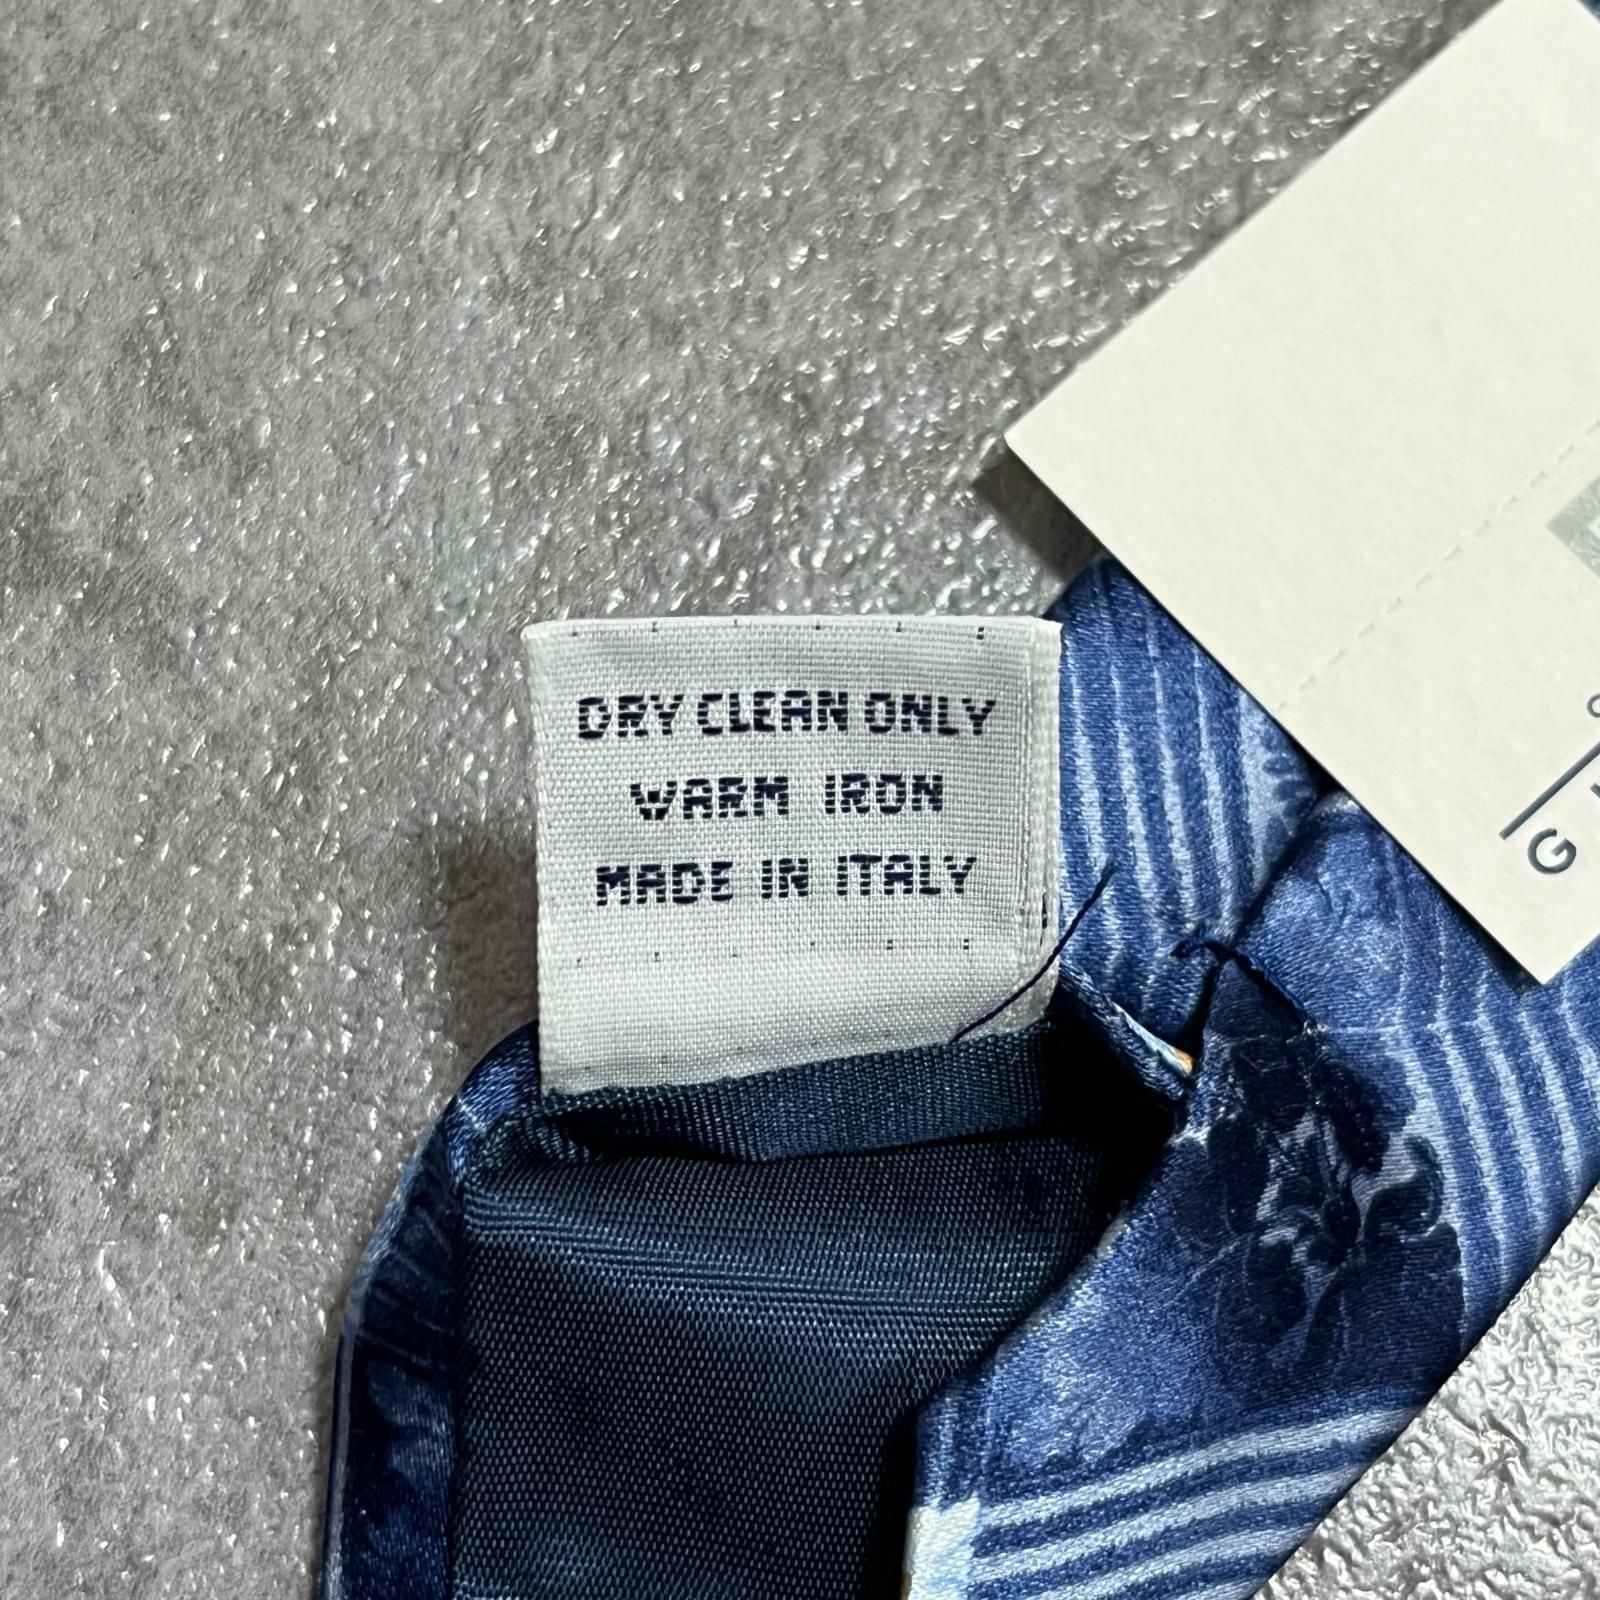 DRY CLEAN ONLY
WARM IRON
MADE IN ITALY
G